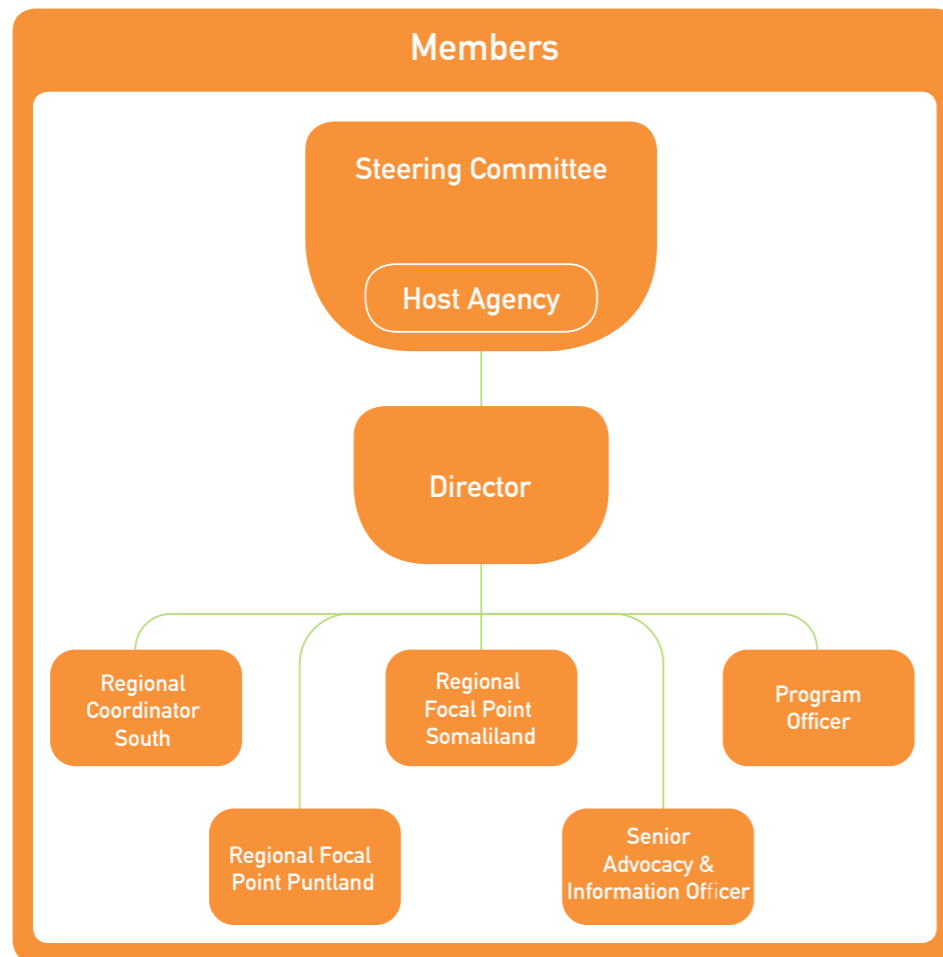 Members
Steering Committee
Host Agency
Director
Regional
Coordinator
South
Regional
Focal Point
Somaliland
Program
Officer
Regional Focal
Point Puntland
Senior
Advocacy &
Information Officer